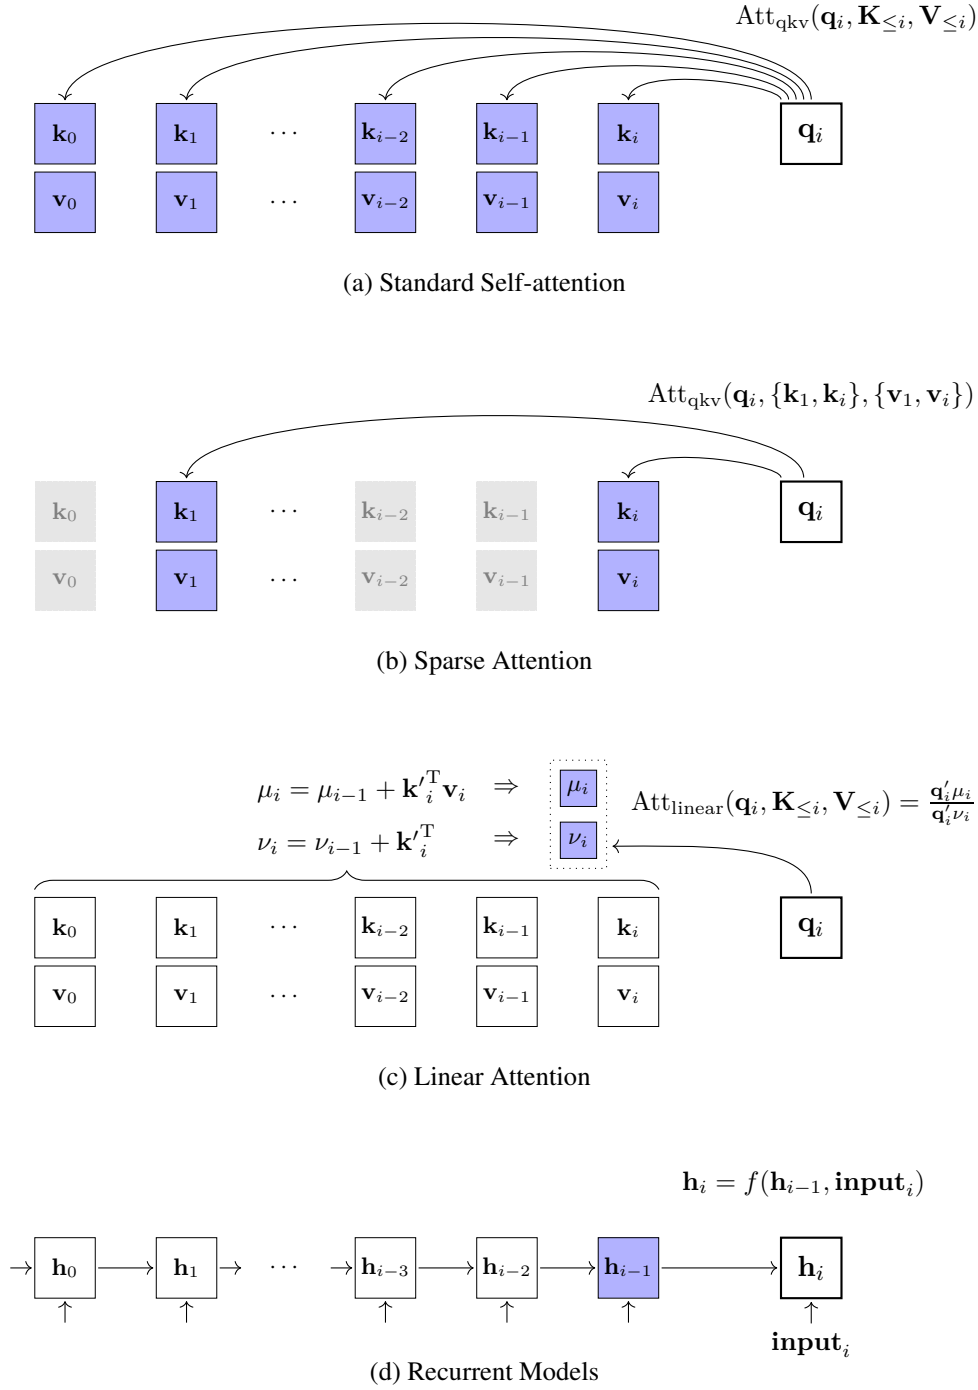 Att_qkv(q_i, K_≤i, V_≤i)
k_0 k_1 ⋯ k_{i−2} k_{i−1} k_i q_i
v_0 v_1 ⋯ v_{i−2} v_{i−1} v_i
(a) Standard Self-attention
Att_qkv(q_i, {k_1, k_i}, {v_1, v_i})
k_0 k_1 ⋯ k_{i−2} k_{i−1} k_i q_i
v_0 v_1 ⋯ v_{i−2} v_{i−1} v_i
(b) Sparse Attention
μ_i = μ_{i−1} + k′_i^T v_i ⇒ μ_i Att_linear(q_i, K_≤i, V_≤i) = q′_i μ_i / q′_i ν_i
ν_i = ν_{i−1} + k′_i^T ⇒ ν_i
k_0 k_1 ⋯ k_{i−2} k_{i−1} k_i q_i
v_0 v_1 ⋯ v_{i−2} v_{i−1} v_i
(c) Linear Attention
h_i = f(h_{i−1}, input_i)
h_0 h_1 ⋯ h_{i−3} h_{i−2} h_{i−1} h_i
input_i
(d) Recurrent Models